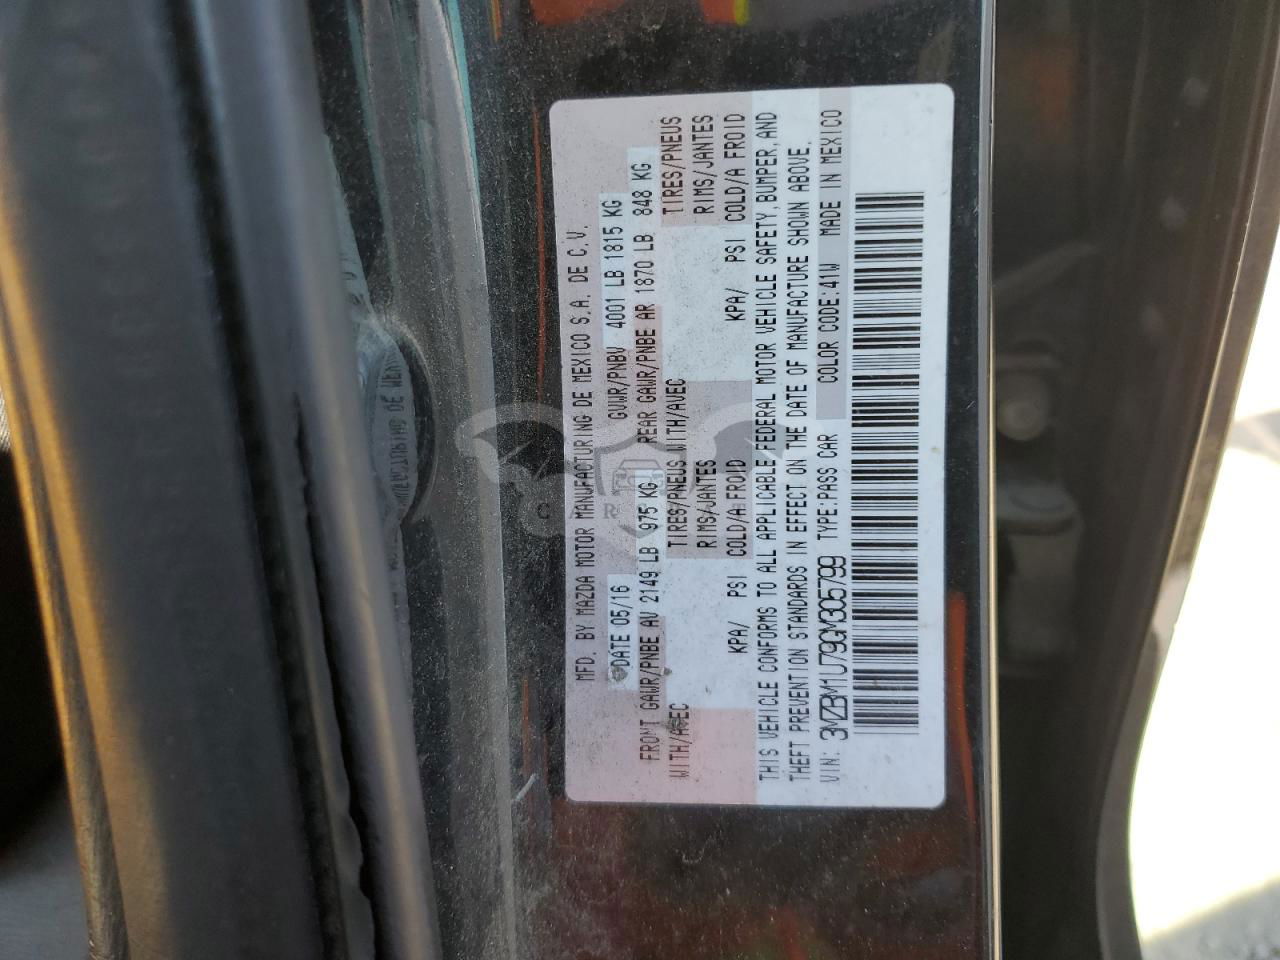 MFD. BY MAZDA MOTOR MANUFACTURING DE MEXICO S.A. DE C.V.
DATE 05/16 GVWR/PNBV 4001 LB 1815 KG
FRONT GAWR/PNBE AV 2149 LB 975 KG REAR GAWR/PNBE AR 1870 LB 848 KG
WITH/AVEC TIRES/PNEUS WITH/AVEC TIRES/PNEUS
RIMS/JANTES RIMS/JANTES
KPA/ PSI COLD/A FROID KPA/ PSI COLD/A FROID
THIS VEHICLE CONFORMS TO ALL APPLICABLE FEDERAL MOTOR VEHICLE SAFETY, BUMPER, AND
THEFT PREVENTION STANDARDS IN EFFECT ON THE DATE OF MANUFACTURE SHOWN ABOVE.
VIN: 3MZBM1U79GM305799 TYPE:PASS CAR COLOR CODE:41W MADE IN MEXICO